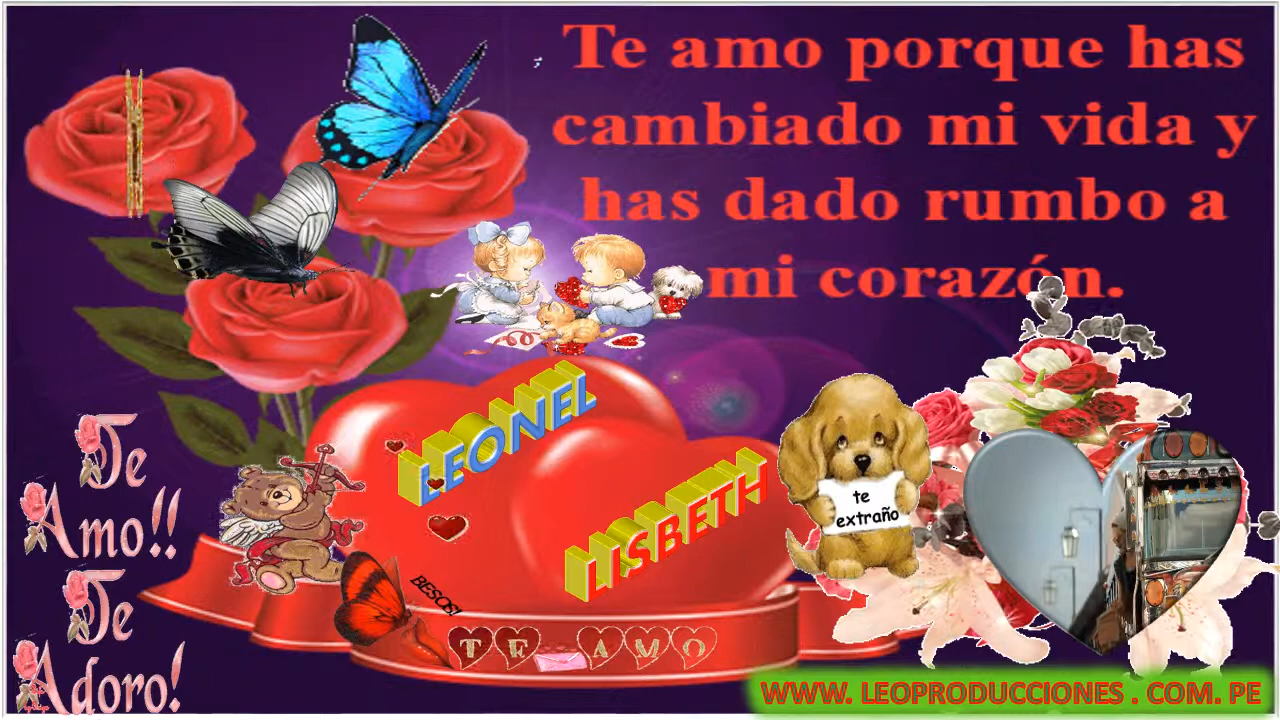 Te amo porque has
cambiado mi vida y
has dado rumbo a
mi corazón.
LEONEL
LISBETH
te
extraño
Te
Amo!!
Te
Adoro!
BESOS!
TE AMO
WWW. LEOPRODUCCIONES . COM. PE